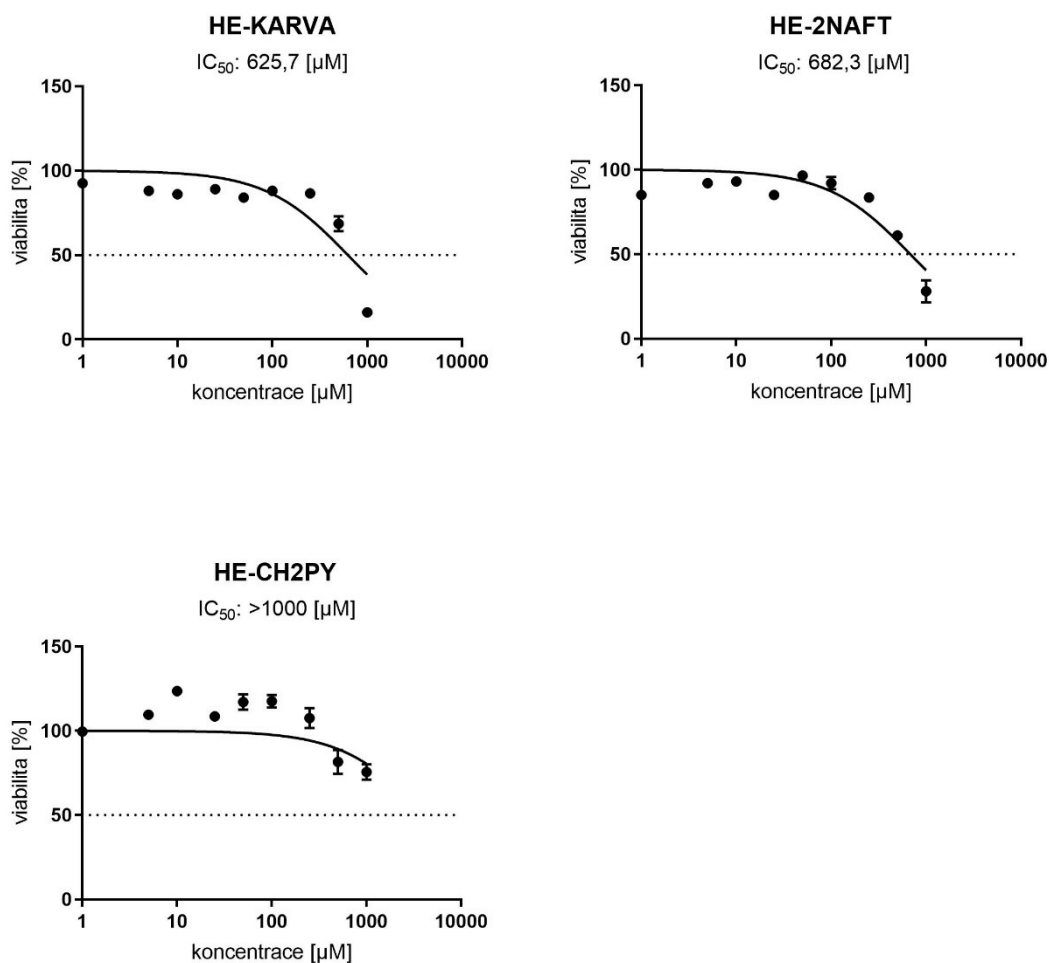 HE-KARVA
IC₅₀: 625,7 [µM]
viabilita [%]
150
100
50
0
1 10 100 1000 10000
koncentrace [µM]
HE-2NAFT
IC₅₀: 682,3 [µM]
viabilita [%]
150
100
50
0
1 10 100 1000 10000
koncentrace [µM]
HE-CH2PY
IC₅₀: >1000 [µM]
viabilita [%]
150
100
50
0
1 10 100 1000 10000
koncentrace [µM]